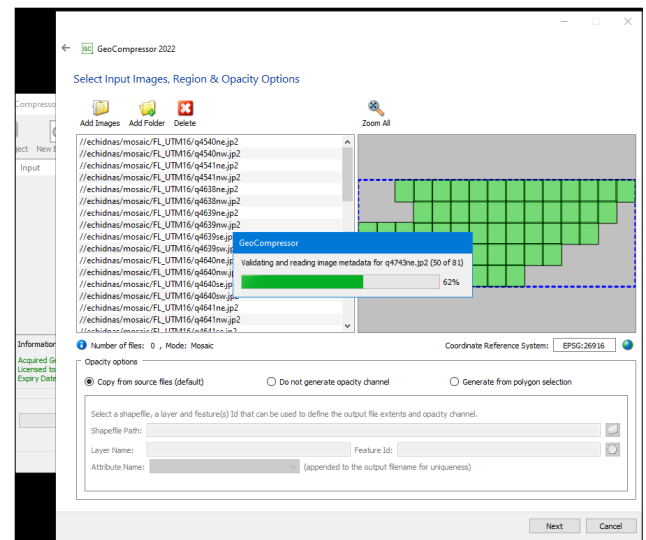 GC GeoCompressor 2022
Select Input Images, Region & Opacity Options
Compresso
Add Images Add Folder Delete Zoom All
ject New E
Input
//echidnas/mosaic/FL_UTM16/q4540ne.jp2
//echidnas/mosaic/FL_UTM16/q4540nw.jp2
//echidnas/mosaic/FL_UTM16/q4541ne.jp2
//echidnas/mosaic/FL_UTM16/q4541nw.jp2
//echidnas/mosaic/FL_UTM16/q4638ne.jp2
//echidnas/mosaic/FL_UTM16/q4638nw.jp2
//echidnas/mosaic/FL_UTM16/q4639ne.jp2
//echidnas/mosaic/FL_UTM16/q4639nw.jp2
//echidnas/mosaic/FL_UTM16/q4639se.jp
//echidnas/mosaic/FL_UTM16/q4639sw.jp
//echidnas/mosaic/FL_UTM16/q4640ne.jp
//echidnas/mosaic/FL_UTM16/q4640nw.j
//echidnas/mosaic/FL_UTM16/q4640se.jp
//echidnas/mosaic/FL_UTM16/q4640sw.jp2
//echidnas/mosaic/FL_UTM16/q4641ne.jp2
//echidnas/mosaic/FL_UTM16/q4641nw.jp2
//echidnas/mosaic/FL_UTM16/q4641se.jp2
GeoCompressor
Validating and reading image metadata for q4743ne.jp2 (50 of 81)
62%
Information
Acquired Ge
Licensed to
Expiry Date
Number of files: 0 , Mode: Mosaic Coordinate Reference System: EPSG:26916
Opacity options
Copy from source files (default) Do not generate opacity channel Generate from polygon selection
Select a shapefile, a layer and feature(s) Id that can be used to define the output file extents and opacity channel.
Shapefile Path:
Layer Name: Feature Id:
Attribute Name: (appended to the output filename for uniqueness)
Next Cancel